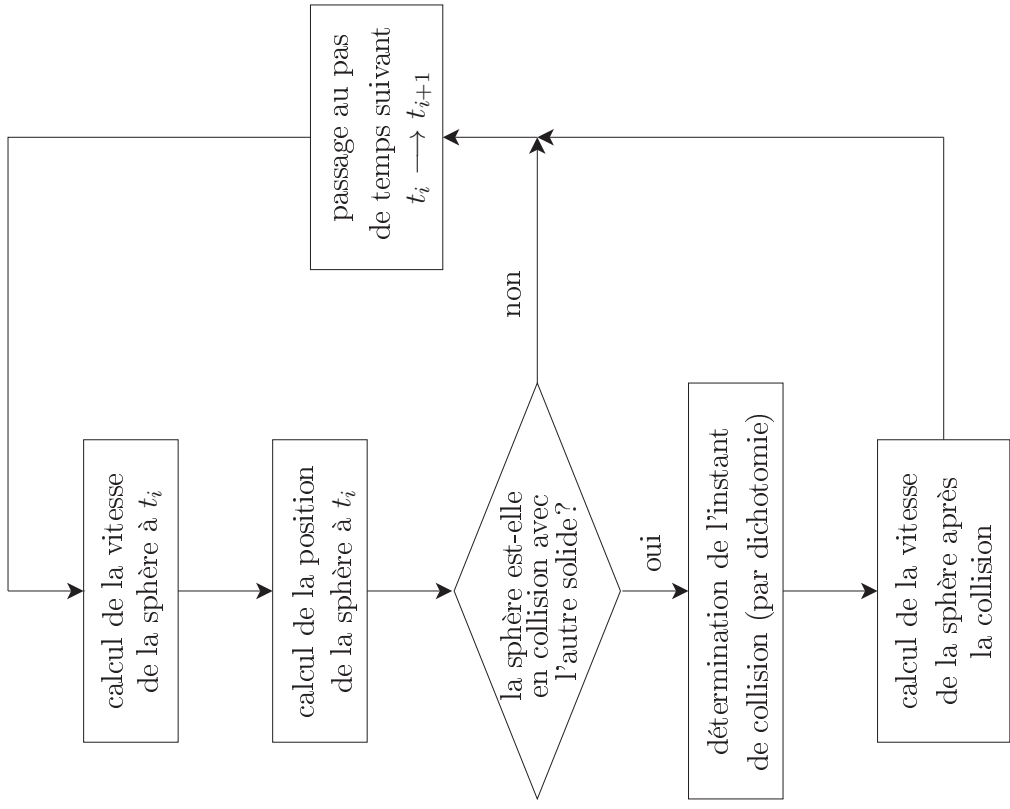 calcul de la vitesse
de la sphère à t_i
calcul de la position
de la sphère à t_i
la sphère est-elle
en collision avec
l'autre solide?
oui
détermination de l'instant
de collision (par dichotomie)
calcul de la vitesse
de la sphère après
la collision
non
passage au pas
de temps suivant
t_i ⟶ t_{i+1}